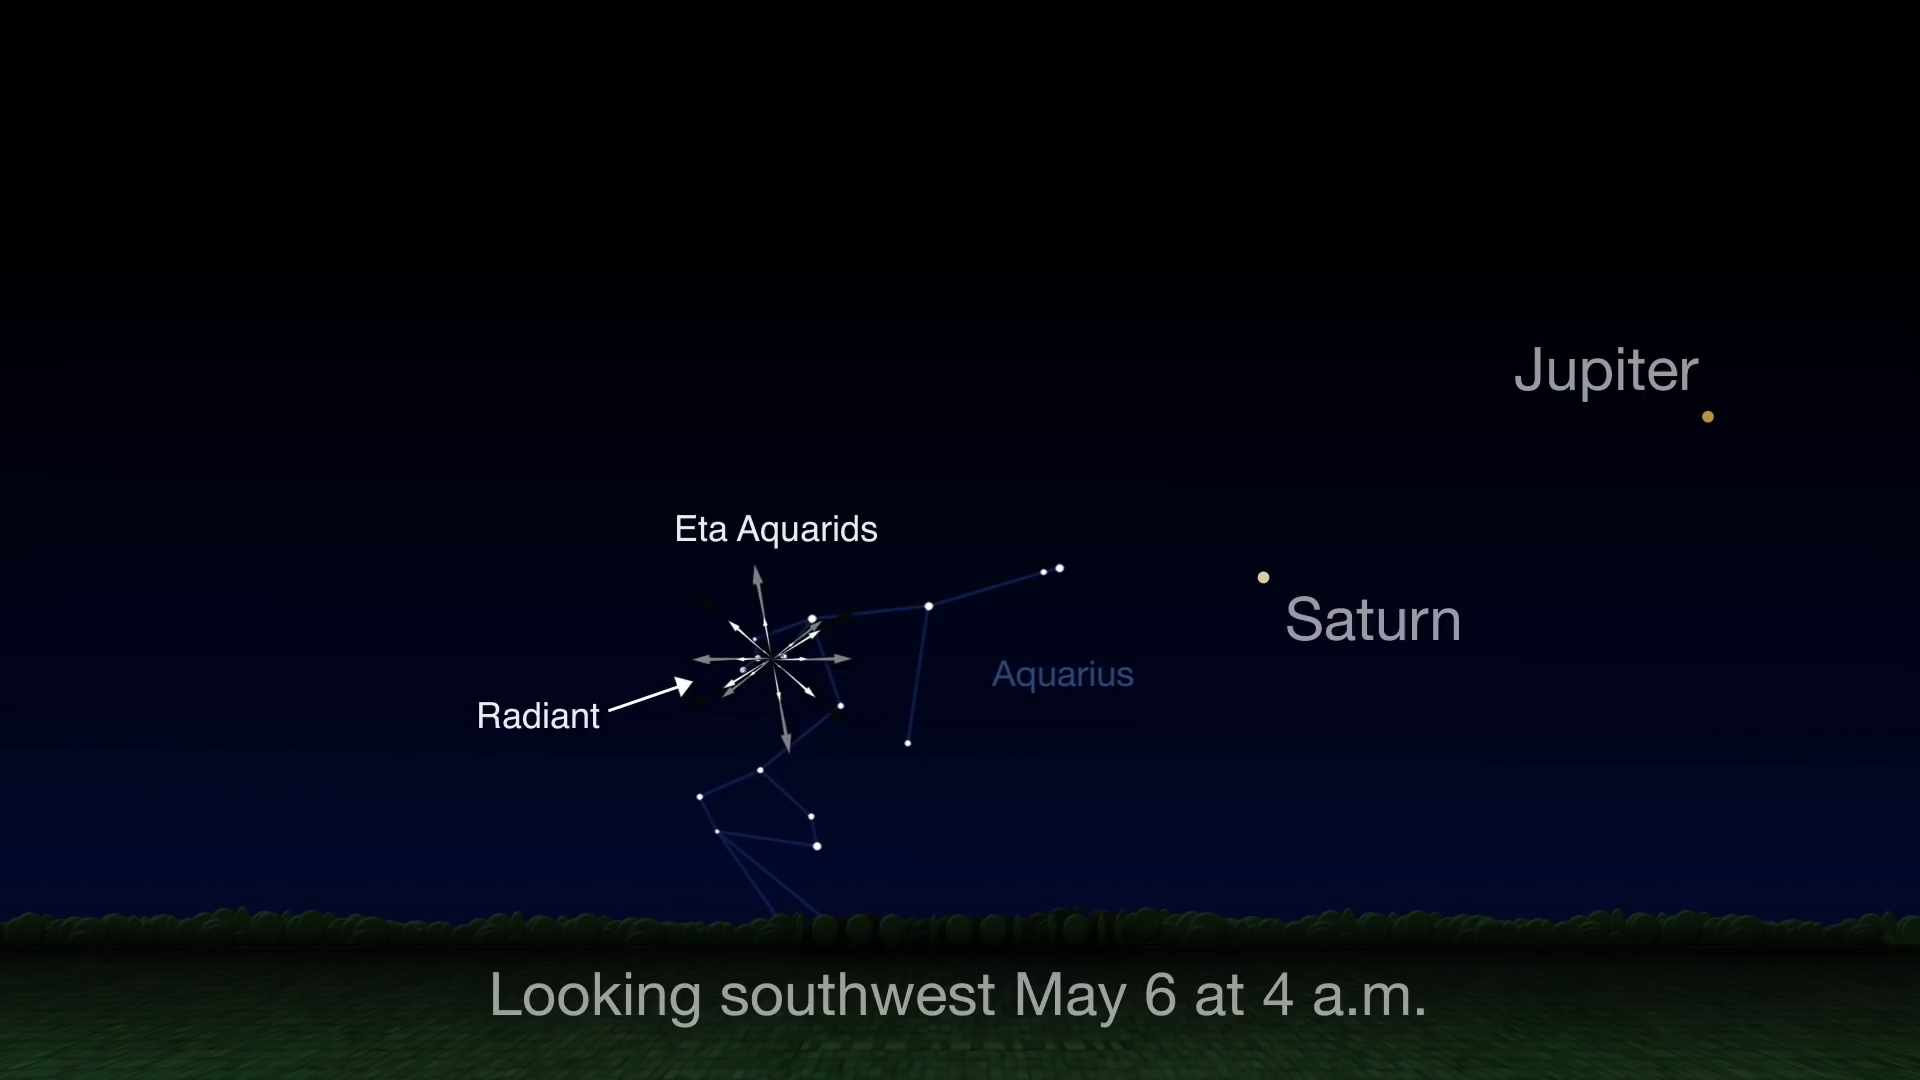 Jupiter
Eta Aquarids
Saturn
Aquarius
Radiant
Looking southwest May 6 at 4 a.m.